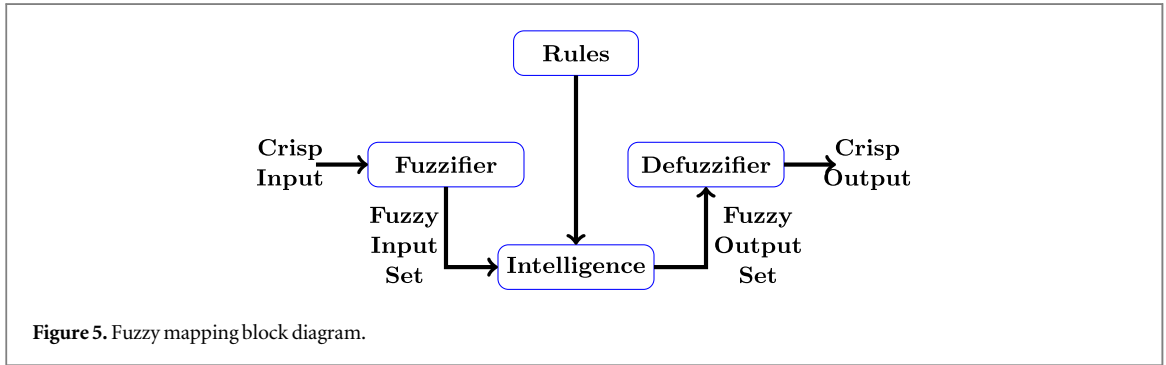 Rules
Crisp
Input
Fuzzifier
Defuzzifier
Crisp
Output
Fuzzy
Input
Set
Intelligence
Fuzzy
Output
Set
Figure 5. Fuzzy mapping block diagram.